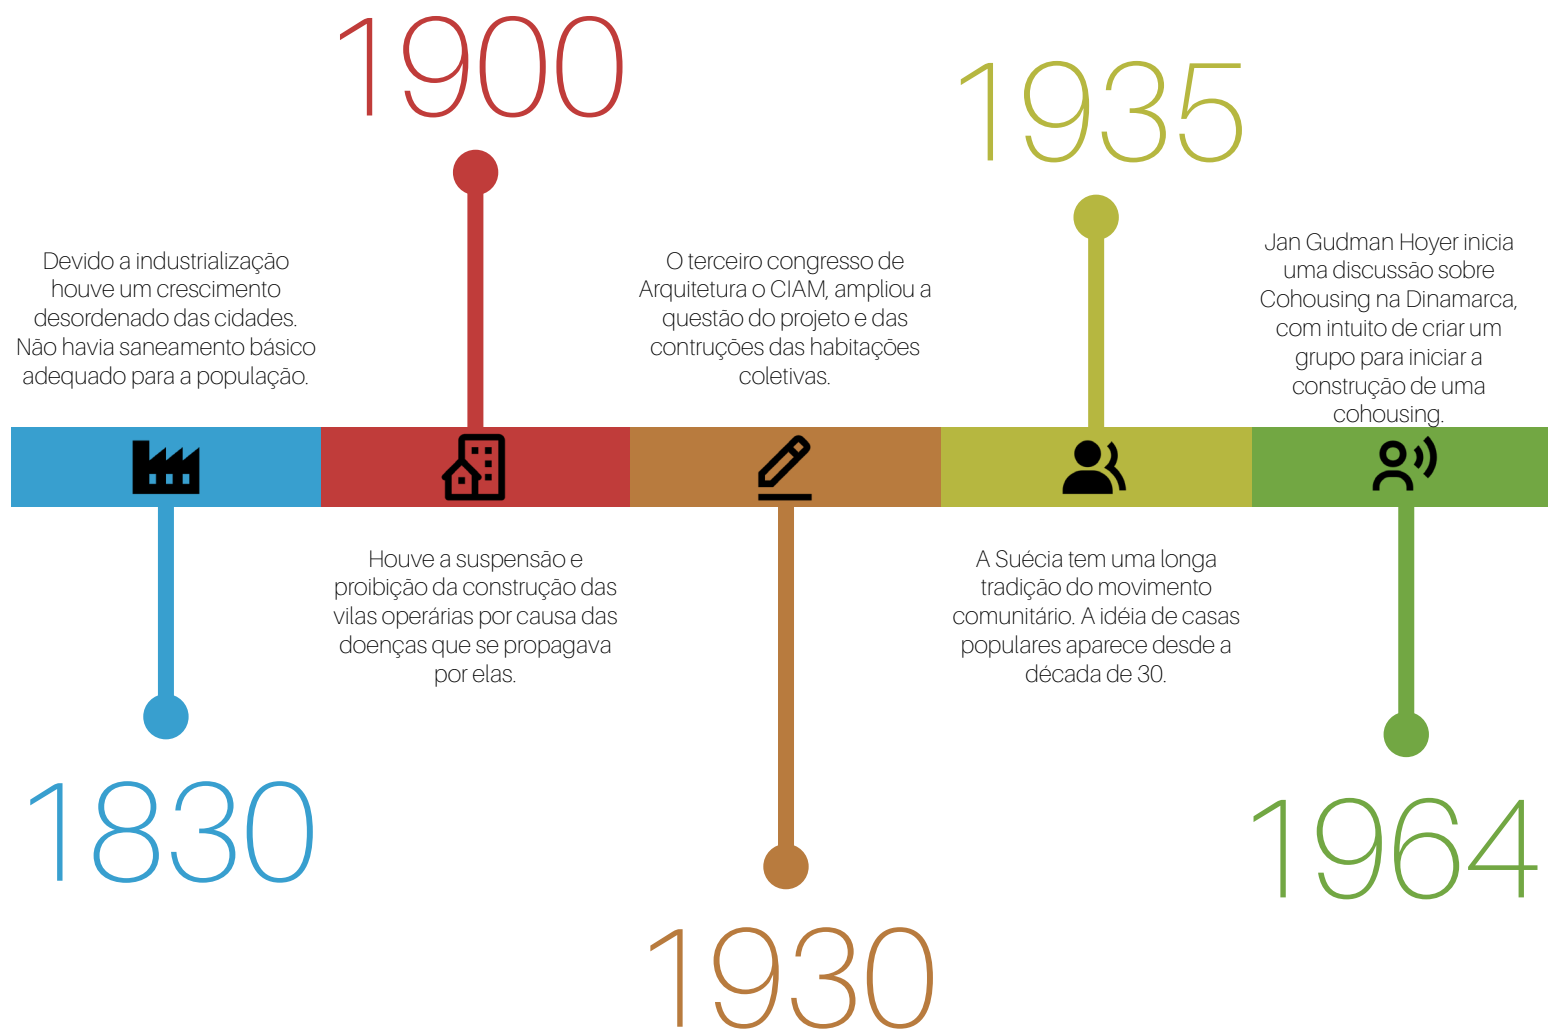 1900
1935
Devido a industrialização
houve um crescimento
desordenado das cidades.
Não havia saneamento básico
adequado para a população.
O terceiro congresso de
Arquitetura o CIAM, ampliou a
questão do projeto e das
contruções das habitações
coletivas.
Jan Gudman Hoyer inicia
uma discussão sobre
Cohousing na Dinamarca,
com intuito de criar um
grupo para iniciar a
construção de uma
cohousing.
Houve a suspensão e
proibição da construção das
vilas operárias por causa das
doenças que se propagava
por elas.
A Suécia tem uma longa
tradição do movimento
comunitário. A idéia de casas
populares aparece desde a
década de 30.
1830
1930
1964